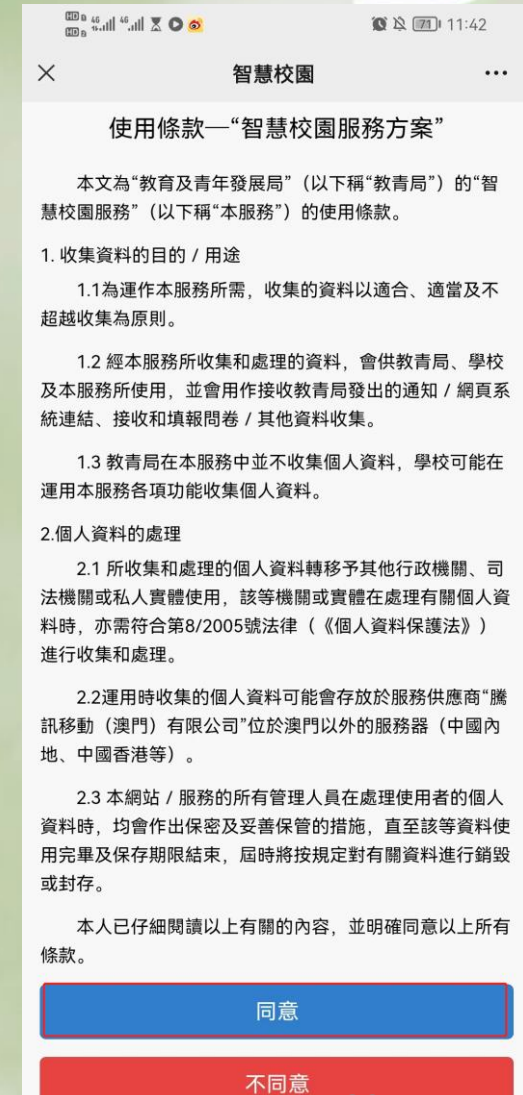 HD B 4G 4G 71 11:42
HD B
智慧校園
使用條款—“智慧校園服務方案”
本文為“教育及青年發展局”（以下稱“教青局”）的“智
慧校園服務”（以下稱“本服務”）的使用條款。
1. 收集資料的目的 / 用途
1.1為運作本服務所需，收集的資料以適合、適當及不
超越收集為原則。
1.2 經本服務所收集和處理的資料，會供教青局、學校
及本服務所使用，並會用作接收教青局發出的通知 / 網頁系
統連結、接收和填報問卷 / 其他資料收集。
1.3 教青局在本服務中並不收集個人資料，學校可能在
運用本服務各項功能收集個人資料。
2.個人資料的處理
2.1 所收集和處理的個人資料轉移予其他行政機關、司
法機關或私人實體使用，該等機關或實體在處理有關個人資
料時，亦需符合第8/2005號法律（《個人資料保護法》）
進行收集和處理。
2.2運用時收集的個人資料可能會存放於服務供應商“騰
訊移動（澳門）有限公司”位於澳門以外的服務器（中國內
地、中國香港等）。
2.3 本網站 / 服務的所有管理人員在處理使用者的個人
資料時，均會作出保密及妥善保管的措施，直至該等資料使
用完畢及保存期限結束，屆時將按規定對有關資料進行銷毀
或封存。
本人已仔細閱讀以上有關的內容，並明確同意以上所有
條款。
同意
不同意